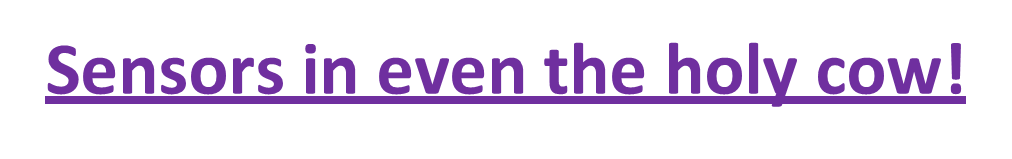 Sensors in even the holy cow!